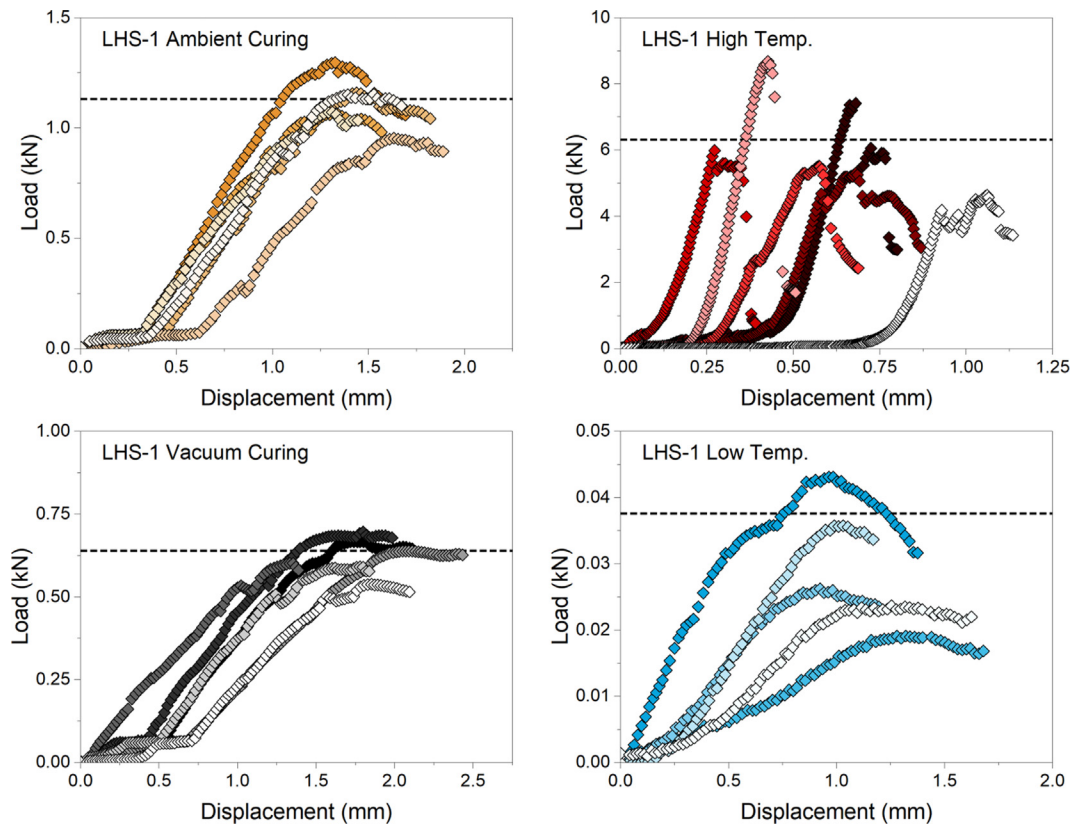 LHS-1 Ambient Curing
1.5
1.0
0.5
0.0
Load (kN)
0.0 0.5 1.0 1.5 2.0
Displacement (mm)
LHS-1 High Temp.
10
8
6
4
2
0
Load (kN)
0.00 0.25 0.50 0.75 1.00 1.25
Displacement (mm)
LHS-1 Vacuum Curing
1.00
0.75
0.50
0.25
0.00
Load (kN)
0.0 0.5 1.0 1.5 2.0 2.5
Displacement (mm)
LHS-1 Low Temp.
0.05
0.04
0.03
0.02
0.01
0.00
Load (kN)
0.0 0.5 1.0 1.5 2.0
Displacement (mm)